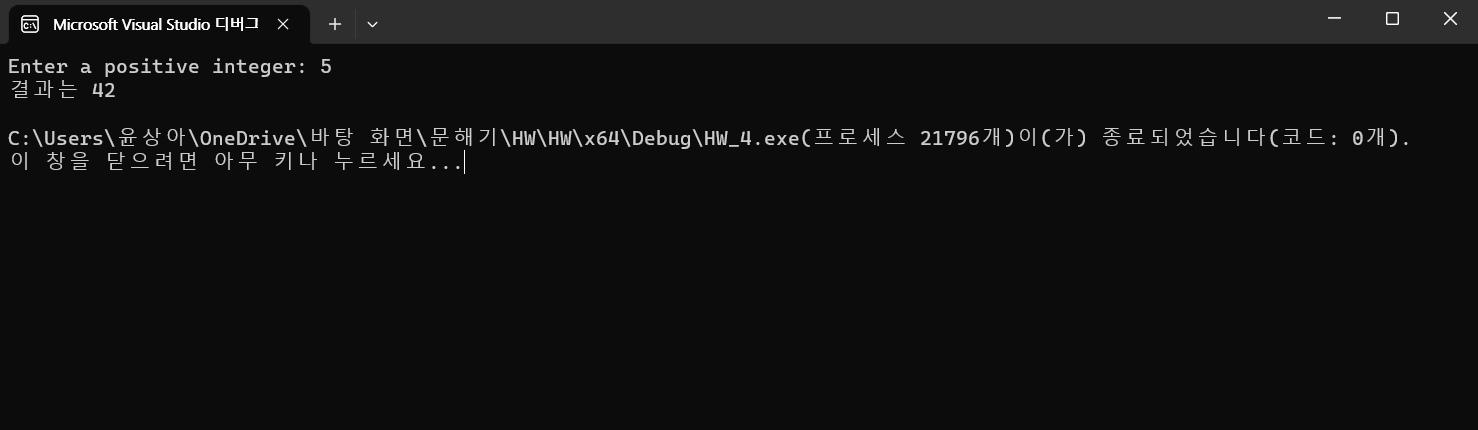 Microsoft Visual Studio 디버그
Enter a positive integer: 5
결과는 42
C:\Users\윤상아\OneDrive\바탕 화면\문해기\HW\HW\x64\Debug\HW_4.exe(프로세스 21796개)이(가) 종료되었습니다(코드: 0개).
이 창을 닫으려면 아무 키나 누르세요...